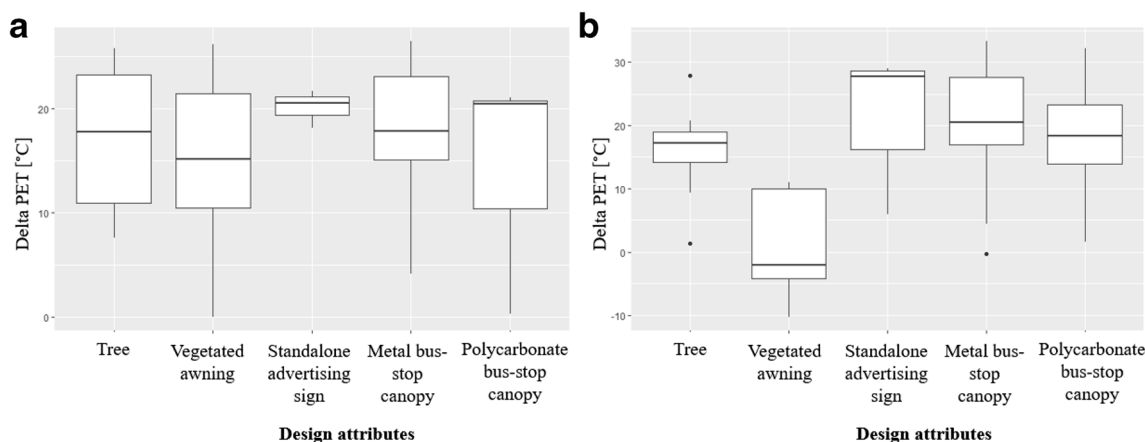 a
Delta PET [°C]
20
10
0
Tree
Vegetated
awning
Standalone
advertising
sign
Metal bus-
stop
canopy
Polycarbonate
bus-stop
canopy
Design attributes
b
Delta PET [°C]
30
20
10
0
-10
Tree
Vegetated
awning
Standalone
advertising
sign
Metal bus-
stop
canopy
Polycarbonate
bus-stop
canopy
Design attributes